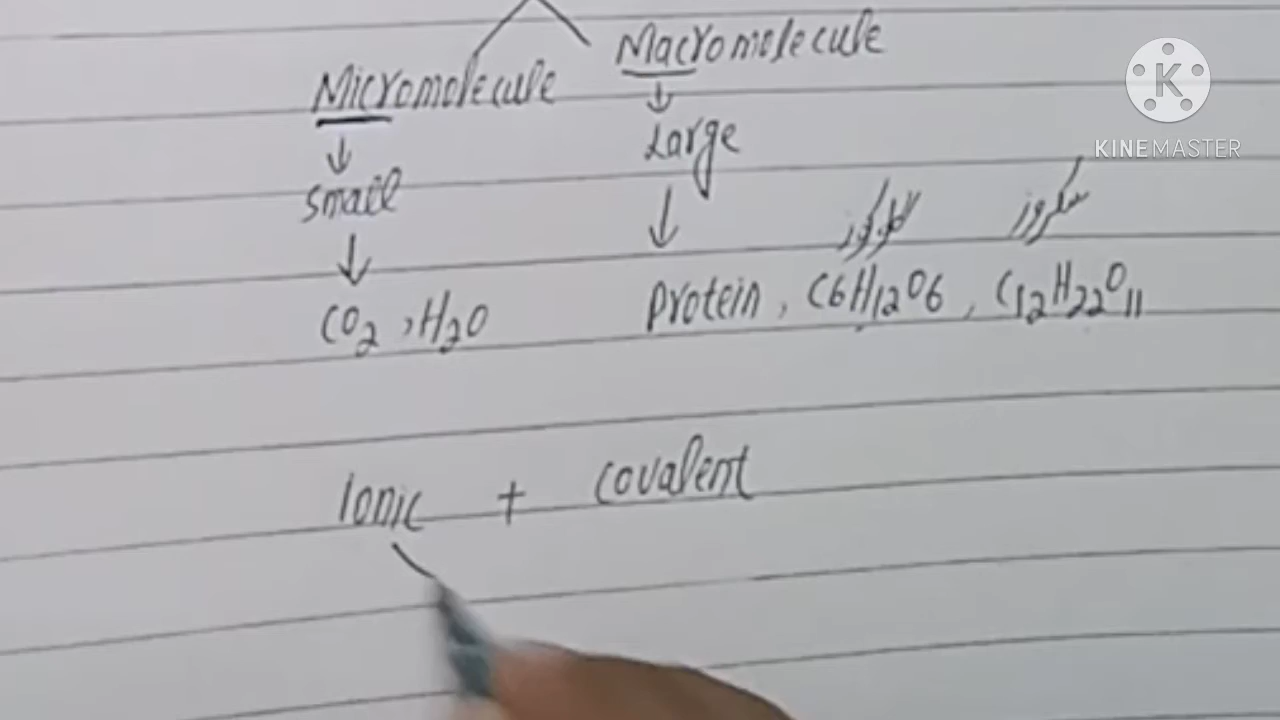 Micromolecule Macromolecule
↓ ↓
Small Large
↓ ↓
گلوکوز سکروز
CO2 , H2O Protein , C6H12O6 , C12H22O11
Ionic + Covalent
K
KINEMASTER